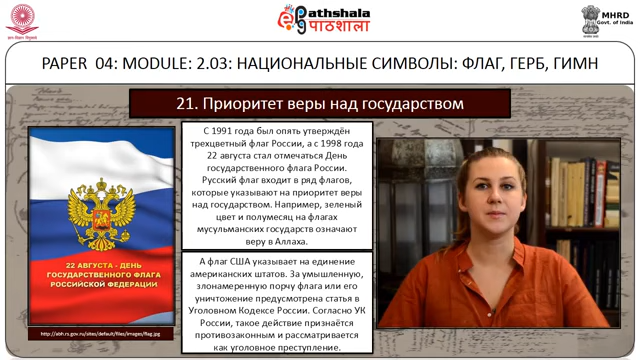 ePathshala
पाठशाला
MHRD
Govt. of India
PAPER 04: MODULE: 2.03: НАЦИОНАЛЬНЫЕ СИМВОЛЫ: ФЛАГ, ГЕРБ, ГИМН
21. Приоритет веры над государством
С 1991 года был опять утверждён
трехцветный флаг России, а с 1998 года
22 августа стал отмечаться День
государственного флага России.
Русский флаг входит в ряд флагов,
которые указывают на приоритет веры
над государством. Например, зеленый
цвет и полумесяц на флагах
мусульманских государств означают
веру в Аллаха.
А флаг США указывает на единение
американских штатов. За умышленную,
злонамеренную порчу флага или его
уничтожение предусмотрена статья в
Уголовном Кодексе России. Согласно УК
России, такое действие признаётся
противозаконным и рассматривается
как уголовное преступление.
22 АВГУСТА - ДЕНЬ
ГОСУДАРСТВЕННОГО ФЛАГА
РОССИЙСКОЙ ФЕДЕРАЦИИ
http://abh.rs.gov.ru/sites/default/files/images/flag.jpg